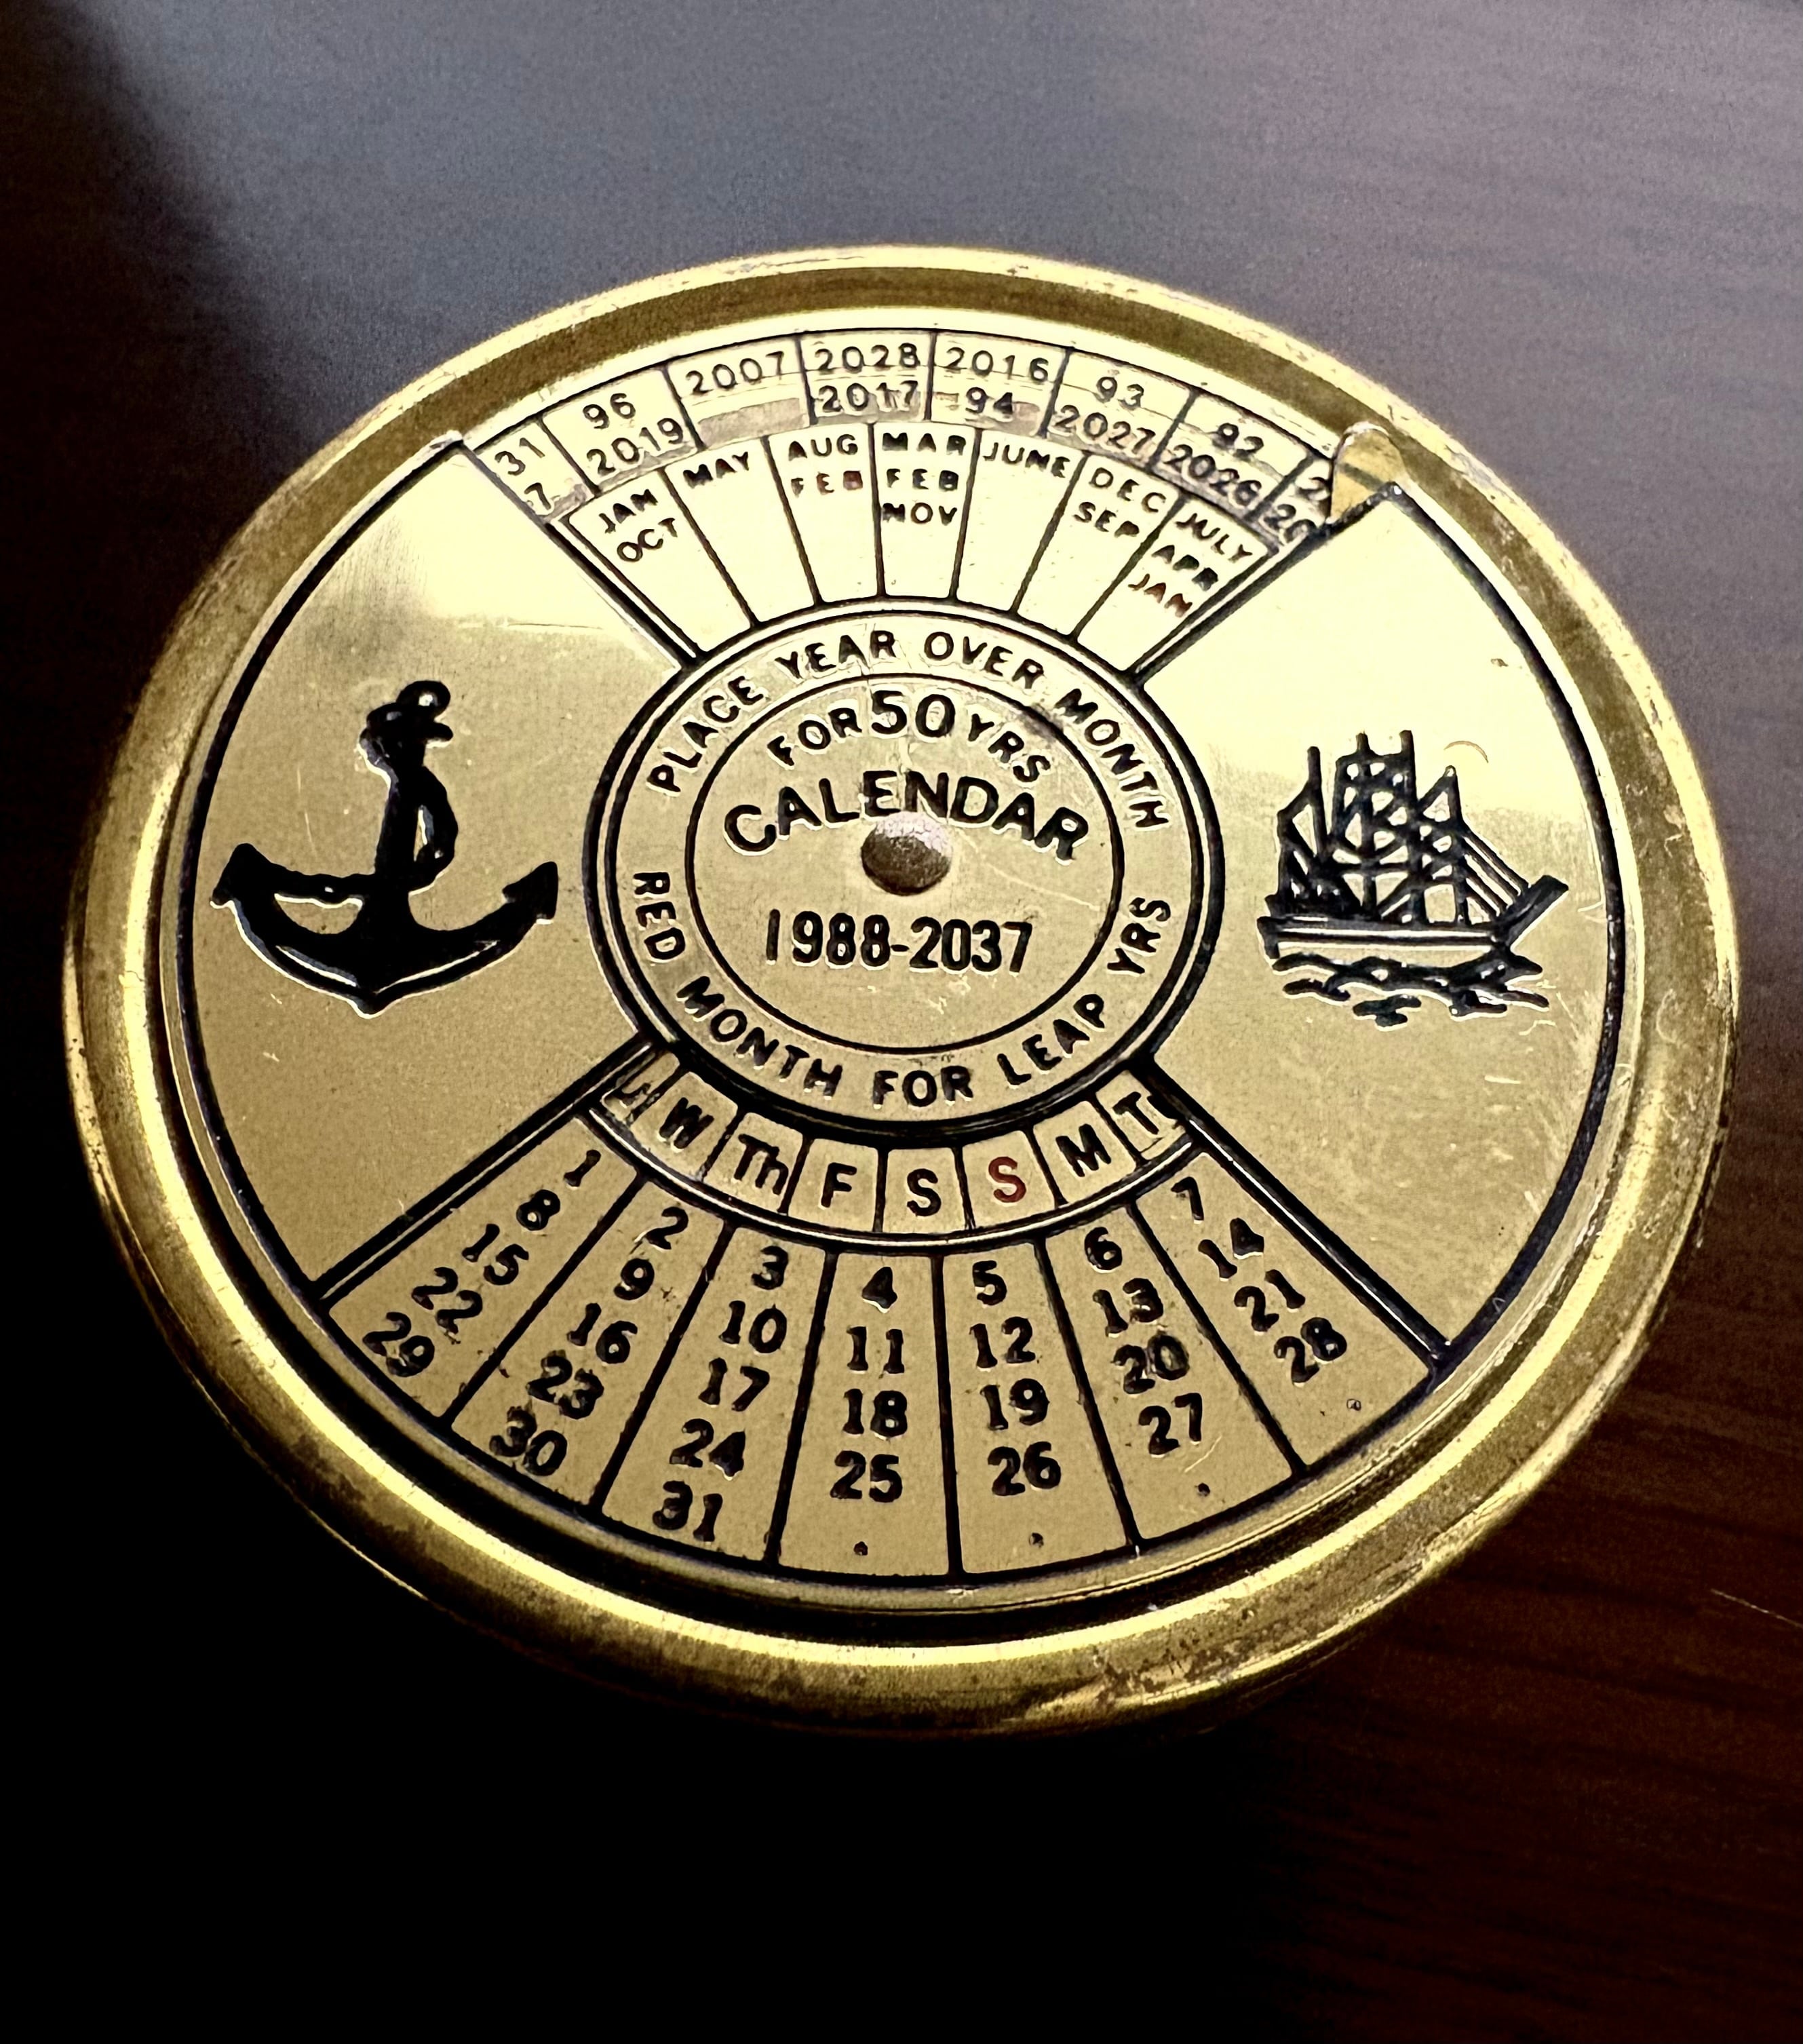 31 96 2007 2028 2016 93 92
7 2019 2017 94 2027 2026
JAN MAY AUG MAR JUNE DEC JULY
OCT FEB FEB SEP APR
NOV JAN
PLACE YEAR OVER MONTH
FOR 50 YRS
CALENDAR
1988-2037
RED MONTH FOR LEAP YRS
W Th F S S M T
1 2 3 4 5 6 7
8 9 10 11 12 13 14
15 16 17 18 19 20 21
22 23 24 25 26 27 28
29 30 31